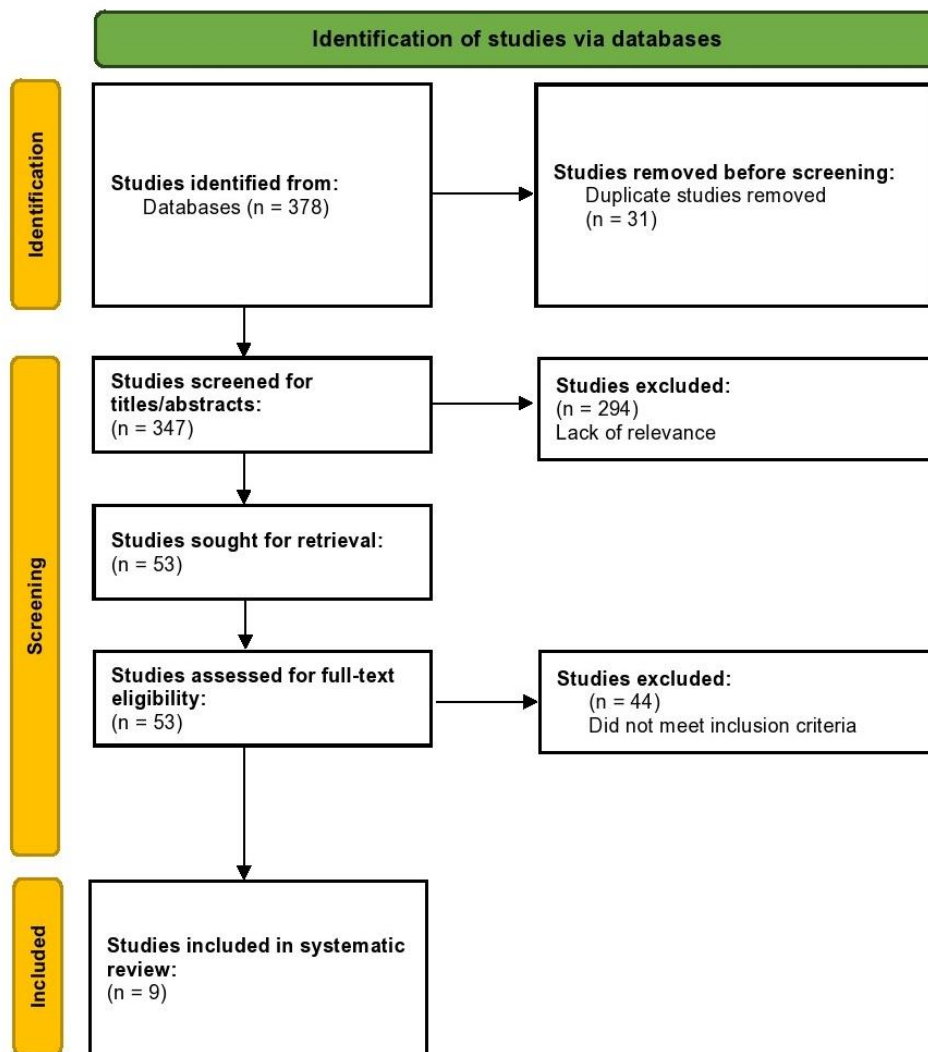 Identification of studies via databases
Identification
Studies identified from:
Databases (n = 378)
Studies removed before screening:
Duplicate studies removed
(n = 31)
Screening
Studies screened for
titles/abstracts:
(n = 347)
Studies excluded:
(n = 294)
Lack of relevance
Studies sought for retrieval:
(n = 53)
Studies assessed for full-text
eligibility:
(n = 53)
Studies excluded:
(n = 44)
Did not meet inclusion criteria
Included
Studies included in systematic
review:
(n = 9)